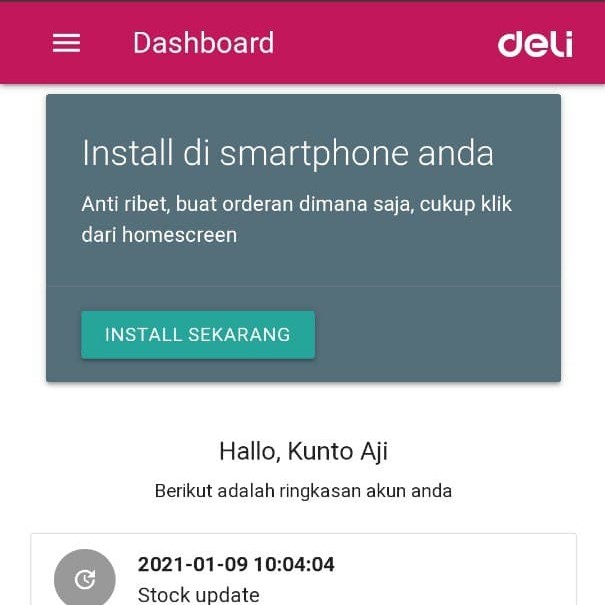 Dashboard
deli
Install di smartphone anda
Anti ribet, buat orderan dimana saja, cukup klik
dari homescreen
INSTALL SEKARANG
Hallo, Kunto Aji
Berikut adalah ringkasan akun anda
2021-01-09 10:04:04
Stock update